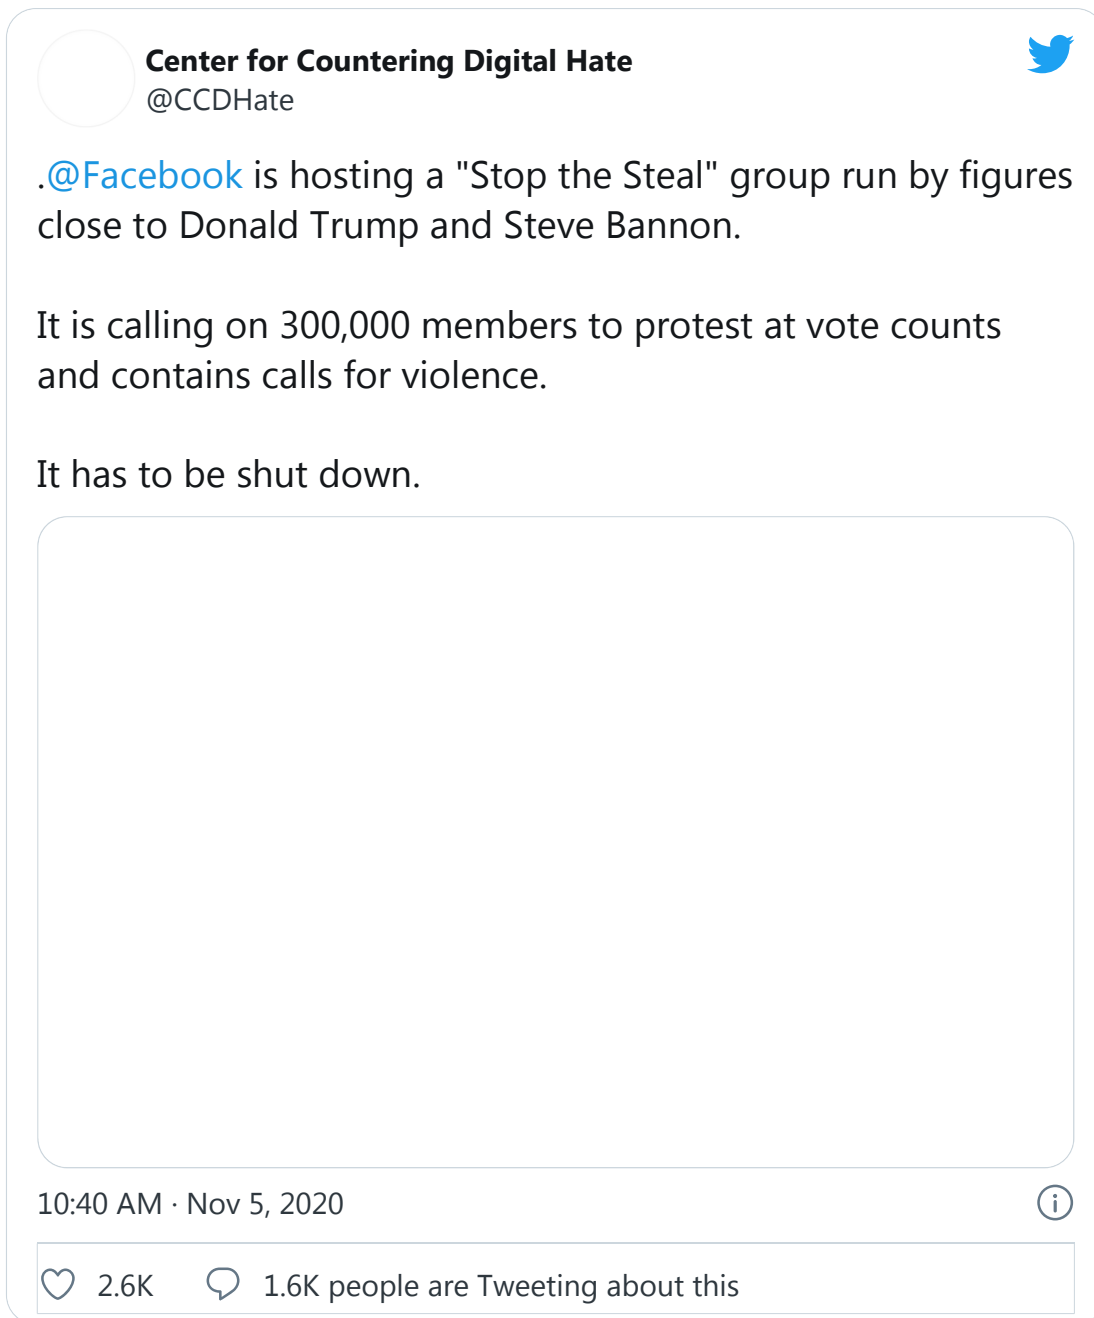 Center for Countering Digital Hate
@CCDHate
.@Facebook is hosting a "Stop the Steal" group run by figures
close to Donald Trump and Steve Bannon.
It is calling on 300,000 members to protest at vote counts
and contains calls for violence.
It has to be shut down.
10:40 AM · Nov 5, 2020
2.6K 1.6K people are Tweeting about this